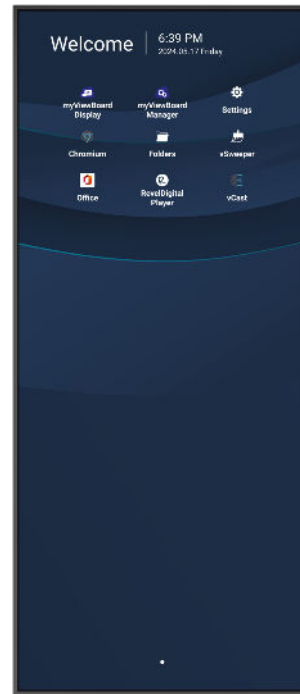 Welcome
6:39 PM
2024.05.17 Friday
myViewBoard
Display
myViewBoard
Manager
Settings
Chromium
Folders
vSweeper
Office
RevelDigital
Player
vCast